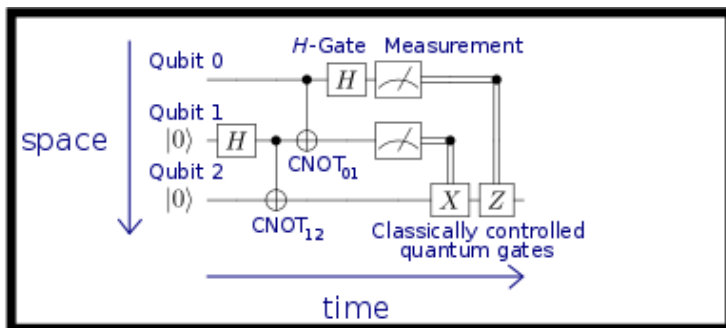 H-Gate Measurement
Qubit 0
H
Qubit 1
|0⟩ H
space
CNOT₀₁
Qubit 2
|0⟩ X Z
CNOT₁₂
Classically controlled
quantum gates
time